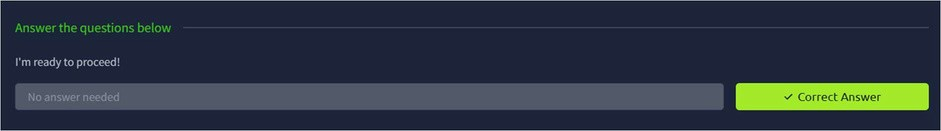 Answer the questions below
I'm ready to proceed!
No answer needed
✓ Correct Answer